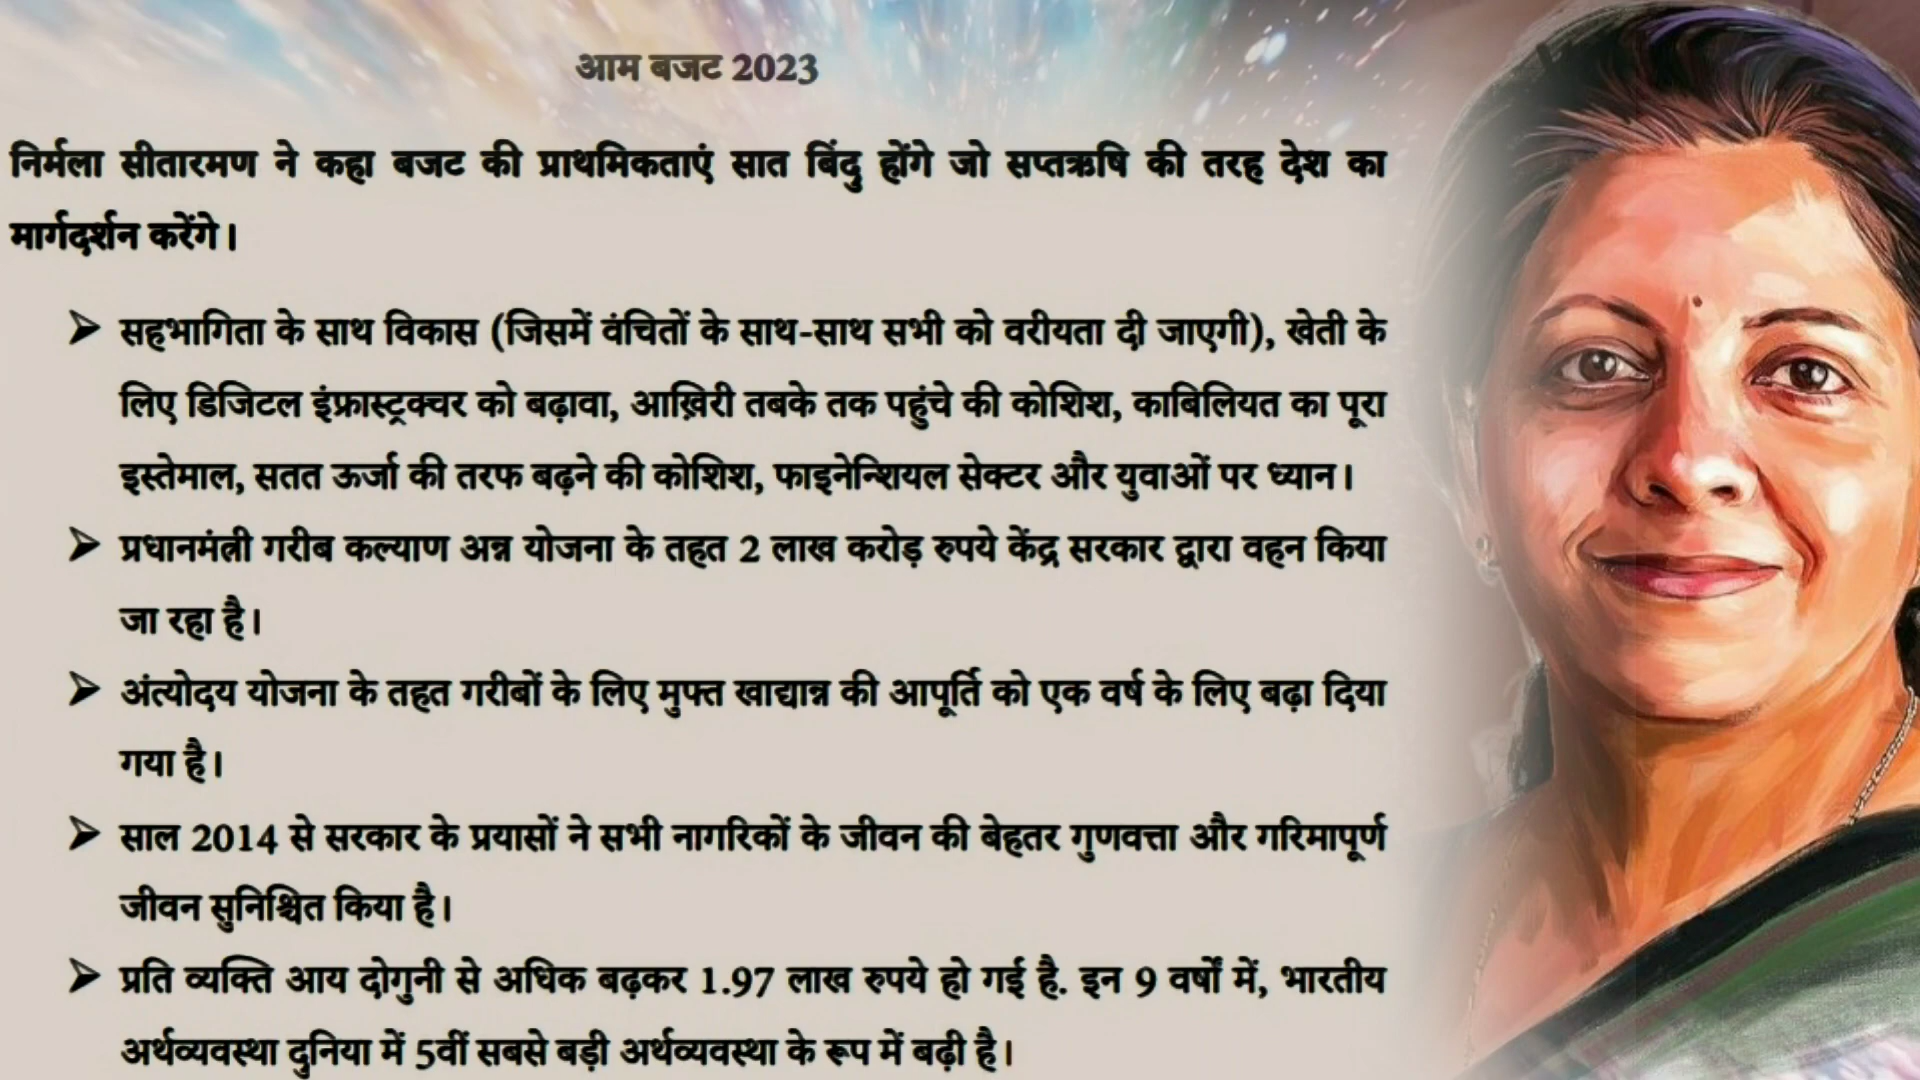 आम बजट 2023
निर्मला सीतारमण ने कहा बजट की प्राथमिकताएं सात बिंदु होंगे जो सप्तऋषि की तरह देश का
मार्गदर्शन करेंगे।
➢ सहभागिता के साथ विकास (जिसमें वंचितों के साथ-साथ सभी को वरीयता दी जाएगी), खेती के
लिए डिजिटल इंफ्रास्ट्रक्चर को बढ़ावा, आख़िरी तबके तक पहुंचे की कोशिश, काबिलियत का पूरा
इस्तेमाल, सतत ऊर्जा की तरफ बढ़ने की कोशिश, फाइनेन्शियल सेक्टर और युवाओं पर ध्यान।
➢ प्रधानमंत्री गरीब कल्याण अन्न योजना के तहत 2 लाख करोड़ रुपये केंद्र सरकार द्वारा वहन किया
जा रहा है।
➢ अंत्योदय योजना के तहत गरीबों के लिए मुफ्त खाद्यान्न की आपूर्ति को एक वर्ष के लिए बढ़ा दिया
गया है।
➢ साल 2014 से सरकार के प्रयासों ने सभी नागरिकों के जीवन की बेहतर गुणवत्ता और गरिमापूर्ण
जीवन सुनिश्चित किया है।
➢ प्रति व्यक्ति आय दोगुनी से अधिक बढ़कर 1.97 लाख रुपये हो गई है. इन 9 वर्षों में, भारतीय
अर्थव्यवस्था दुनिया में 5वीं सबसे बड़ी अर्थव्यवस्था के रूप में बढ़ी है।